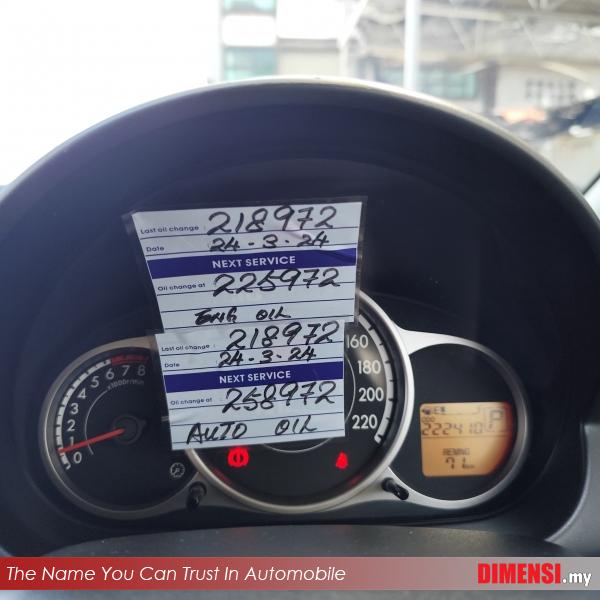 Last oil change 218972
Date 24-3-24
NEXT SERVICE
Oil change at 225972
ENG OIL
Last oil change 218972
Date 24-3-24
NEXT SERVICE
Oil change at 258972
AUTO OIL
160
180
200
220
8
7
6
5
4
3
2
1
0
x1000r/min
P
222410
7
The Name You Can Trust In Automobile
DIMENSI.my